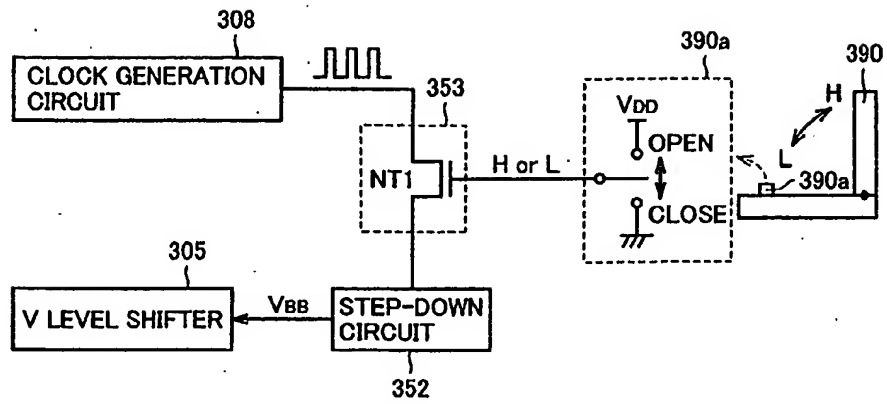 308
CLOCK GENERATION
CIRCUIT
353
NT1
H or L
390a
VDD
OPEN
CLOSE
390
H
L
390a
305
V LEVEL SHIFTER
VBB
STEP-DOWN
CIRCUIT
352